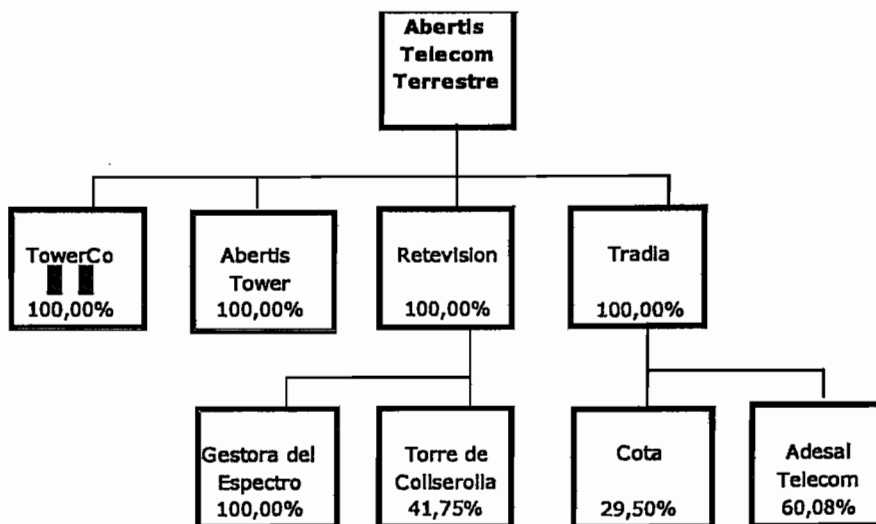 Abertis
Telecom
Terrestre
TowerCo
100,00%
Abertis
Tower
100,00%
Retevision
100,00%
Tradia
100,00%
Gestora del
Espectro
100,00%
Torre de
Collserolla
41,75%
Cota
29,50%
Adesal
Telecom
60,08%